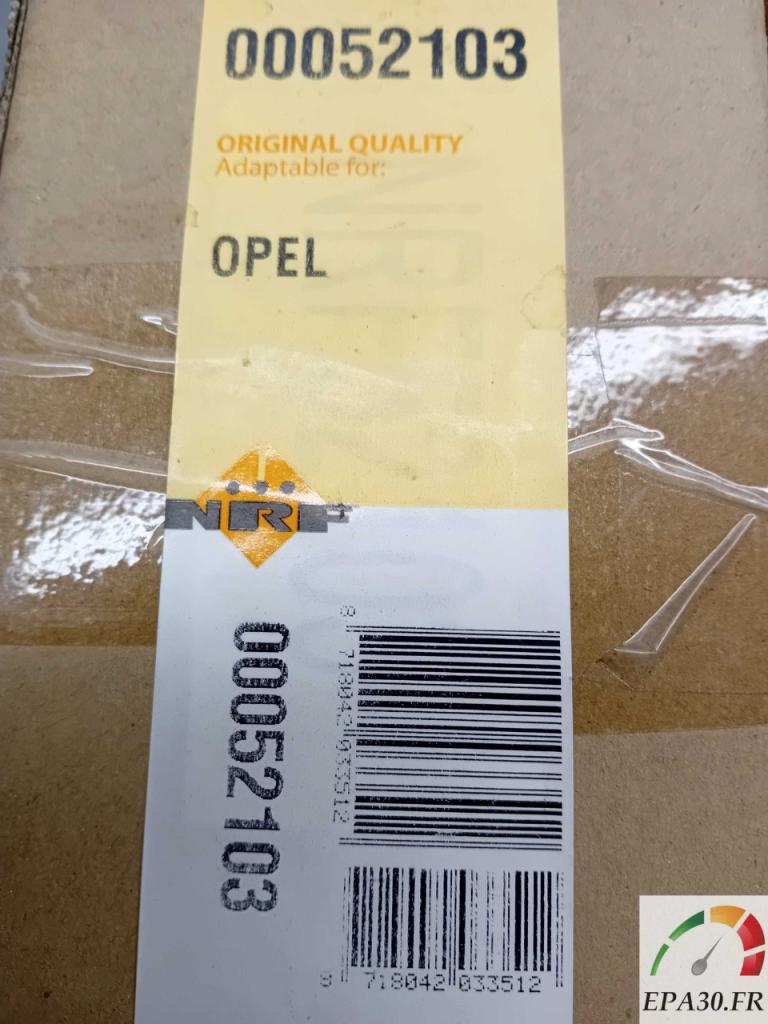 00052103
ORIGINAL QUALITY
Adaptable for:
OPEL
NRF
00052103
8 718042 033512
8 718042 033512
EPA30.FR